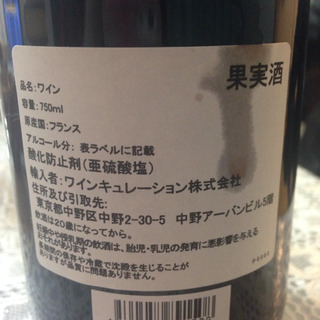 果実酒
品名:ワイン
容量:750ml
原産国:フランス
アルコール分: 表ラベルに記載
酸化防止剤(亜硫酸塩)
輸入者:ワインキュレーション株式会社
住所及び引取先:
東京都中野区中野2-30-5 中野アーバンビル5階
飲酒は20歳になってから。
妊娠中や授乳期の飲酒は、胎児・乳児の発育に悪影響を与える
おそれがあります。
長期間の保存や冷蔵で沈殿を生じることが
ありますが品質に問題ありません。